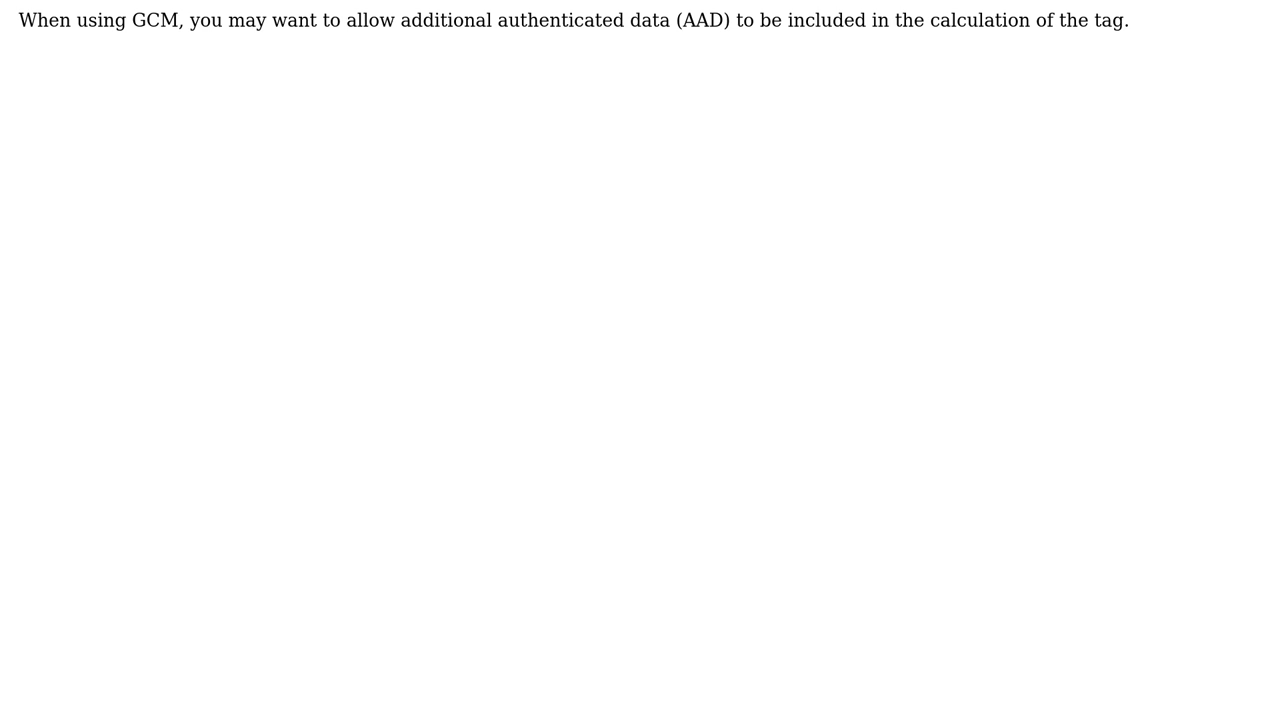 When using GCM, you may want to allow additional authenticated data (AAD) to be included in the calculation of the tag.